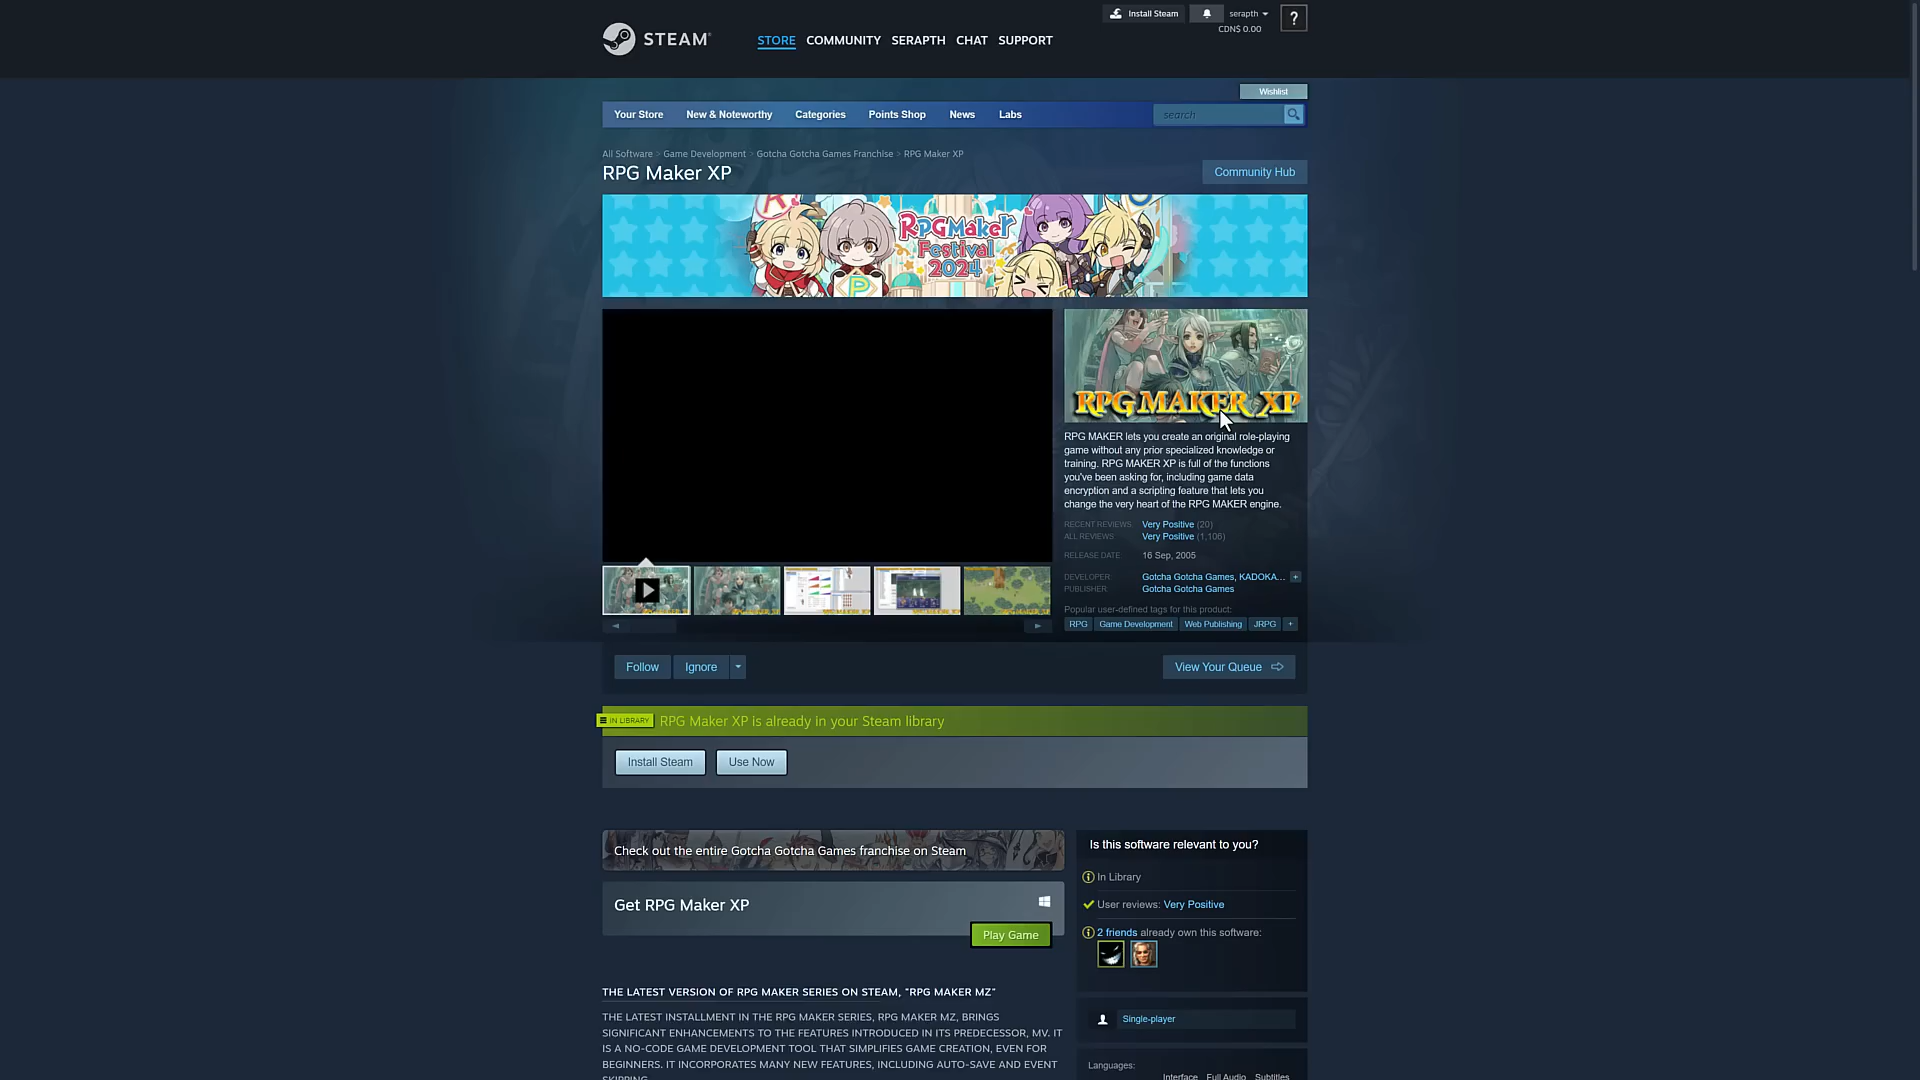 Install Steam
serapth
CDN$ 0.00
?
STEAM
STORE COMMUNITY SERAPTH CHAT SUPPORT
Wishlist
Your Store New & Noteworthy Categories Points Shop News Labs
search
All Software > Game Development > Gotcha Gotcha Games Franchise > RPG Maker XP
RPG Maker XP
Community Hub
RPGMaker
Festival
2024
P
RPG MAKER XP
RPG MAKER lets you create an original role-playing
game without any prior specialized knowledge or
training. RPG MAKER XP is full of the functions
you've been asking for, including game data
encryption and a scripting feature that lets you
change the very heart of the RPG MAKER engine.
RECENT REVIEWS: Very Positive (20)
ALL REVIEWS: Very Positive (1,106)
RELEASE DATE: 16 Sep, 2005
DEVELOPER: Gotcha Gotcha Games, KADOKA... +
PUBLISHER: Gotcha Gotcha Games
Popular user-defined tags for this product:
RPG Game Development Web Publishing JRPG +
Follow Ignore
View Your Queue
IN LIBRARY RPG Maker XP is already in your Steam library
Install Steam Use Now
Check out the entire Gotcha Gotcha Games franchise on Steam
Get RPG Maker XP
Play Game
Is this software relevant to you?
In Library
User reviews: Very Positive
2 friends already own this software:
THE LATEST VERSION OF RPG MAKER SERIES ON STEAM, "RPG MAKER MZ"
THE LATEST INSTALLMENT IN THE RPG MAKER SERIES, RPG MAKER MZ, BRINGS
SIGNIFICANT ENHANCEMENTS TO THE FEATURES INTRODUCED IN ITS PREDECESSOR, MV. IT
IS A NO-CODE GAME DEVELOPMENT TOOL THAT SIMPLIFIES GAME CREATION, EVEN FOR
BEGINNERS. IT INCORPORATES MANY NEW FEATURES, INCLUDING AUTO-SAVE AND EVENT
SKIPPING.
Single-player
Languages:
Interface Full Audio Subtitles